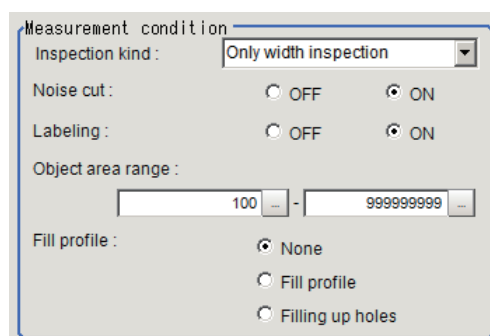 Measurement condition
Inspection kind : Only width inspection
Noise cut : OFF ON
Labeling : OFF ON
Object area range :
100 ... - 999999999 ...
Fill profile : None
Fill profile
Filling up holes